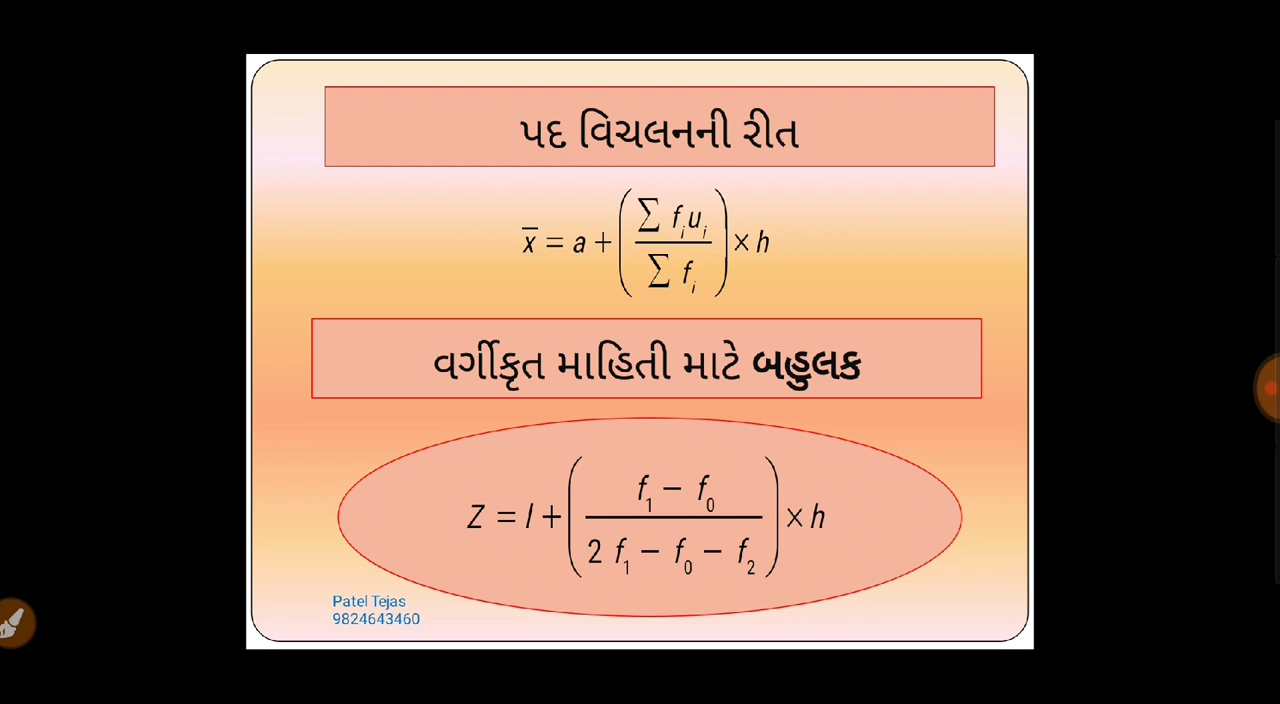 પદ વિચલનની રીત
x̄ = a + (∑ fᵢuᵢ / ∑ fᵢ) × h
વર્ગીકૃત માહિતી માટે બહુલક
Z = l + (f₁ − f₀ / 2 f₁ − f₀ − f₂) × h
Patel Tejas
9824643460